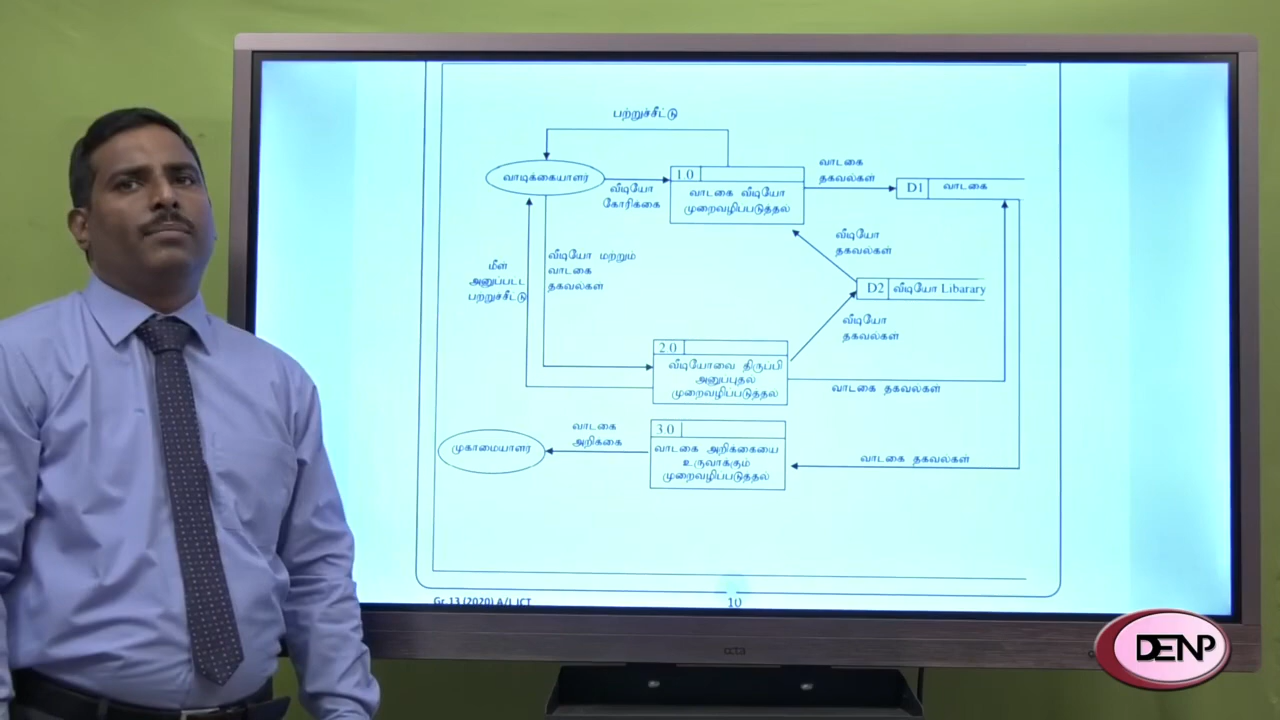 பற்றுச்சீட்டு
வாடிக்கையாளர்
வீடியோ
கோரிக்கை
1.0
வாடகை வீடியோ
முறைவழிப்படுத்தல்
வாடகை
தகவல்கள்
D1 வாடகை
வீடியோ
தகவல்கள்
மீள்
அனுப்பட்ட
பற்றுச்சீட்டு
வீடியோ மற்றும்
வாடகை
தகவல்கள்
D2 வீடியோ Libarary
வீடியோ
தகவல்கள்
2.0
வீடியோவை திருப்பி
அனுப்புதல்
முறைவழிப்படுத்தல்
வாடகை தகவல்கள்
முகாமையாளர்
வாடகை
அறிக்கை
3.0
வாடகை அறிக்கையை
உருவாக்கும்
முறைவழிப்படுத்தல்
வாடகை தகவல்கள்
Gr 13 (2020) A/L ICT
10
DENP